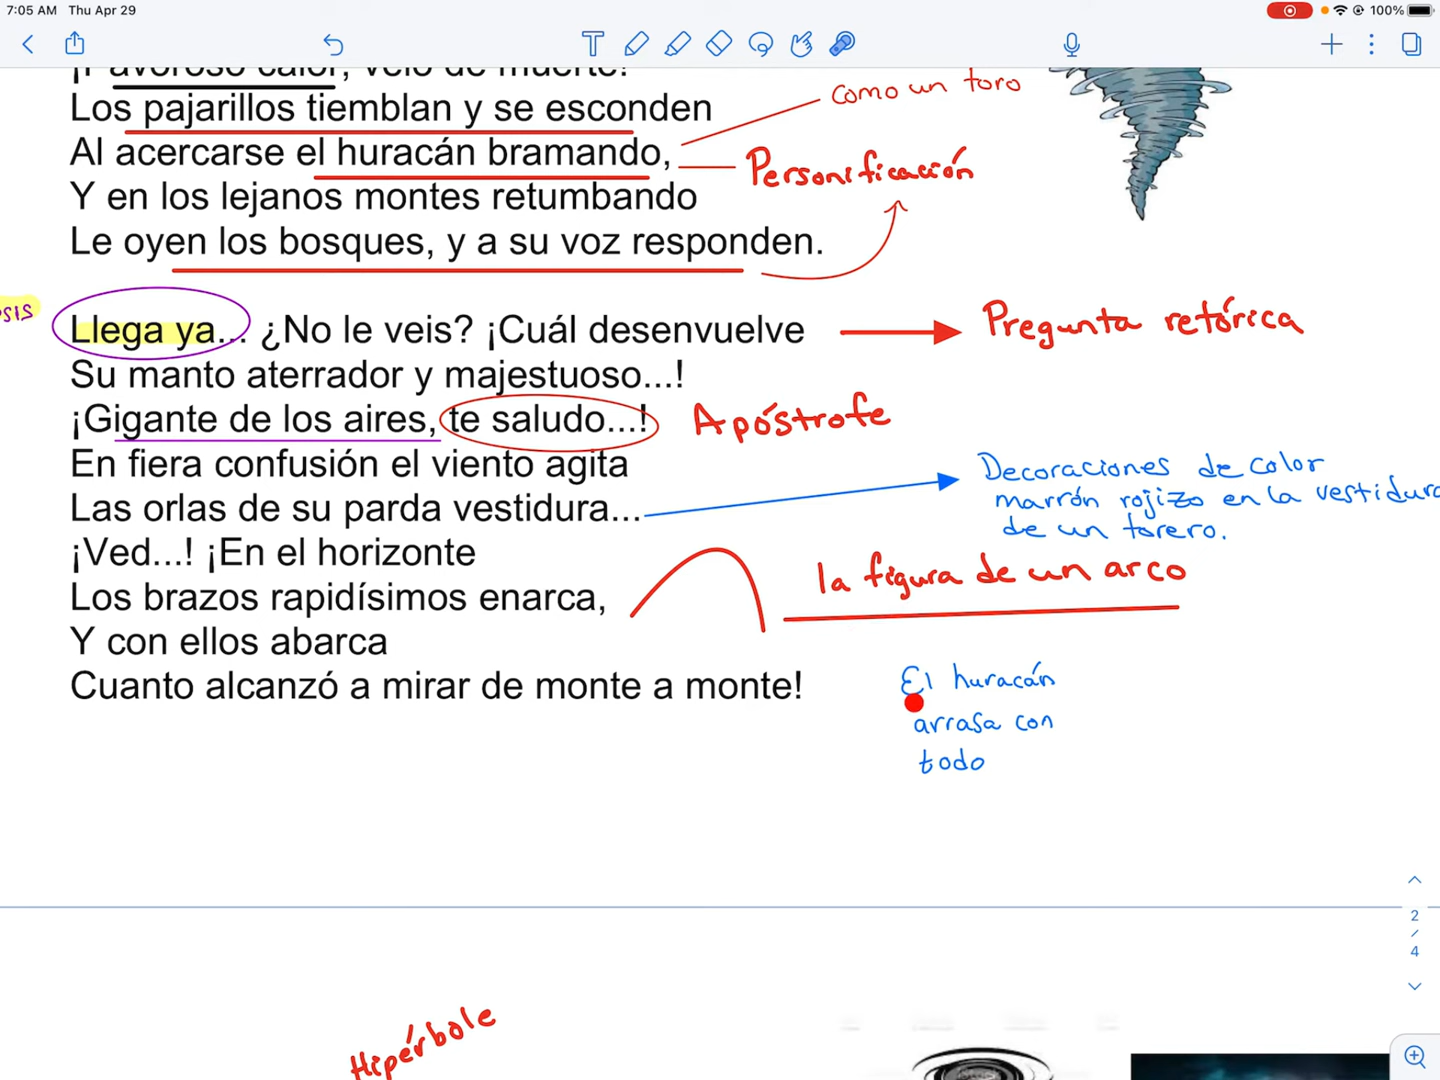 7:05 AM Thu Apr 29
100%
calor, velo de muerte!
Los pajarillos tiemblan y se esconden
como un toro
Al acercarse el huracán bramando,
Personificación
Y en los lejanos montes retumbando
Le oyen los bosques, y a su voz responden.
Llega ya... ¿No le veis? ¡Cuál desenvuelve
Pregunta retórica
Su manto aterrador y majestuoso...!
¡Gigante de los aires, te saludo...!
Apóstrofe
En fiera confusión el viento agita
Las orlas de su parda vestidura...
Decoraciones de color
marrón rojizo en la vestidura
de un torero.
¡Ved...! ¡En el horizonte
Los brazos rapidísimos enarca,
la figura de un arco
Y con ellos abarca
Cuanto alcanzó a mirar de monte a monte!
El huracán
arrasa con
todo
2
/
4
Hipérbole